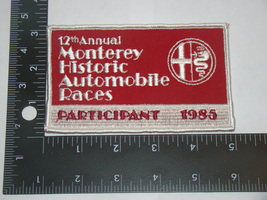 12th Annual
Monterey
Historic
Automobile
Races
PARTICIPANT 1985